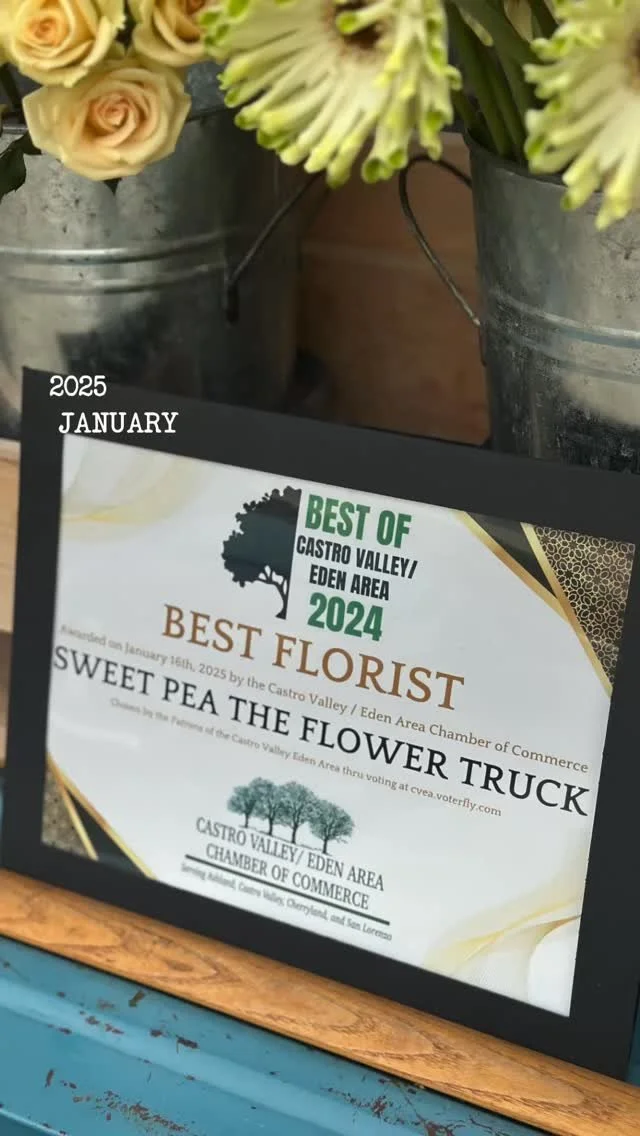 2025
JANUARY
BEST OF
CASTRO VALLEY/
EDEN AREA
2024
BEST FLORIST
Awarded on January 16th, 2025 by the Castro Valley / Eden Area Chamber of Commerce
SWEET PEA THE FLOWER TRUCK
Chosen by the Patrons of the Castro Valley Eden Area thru voting at cvea.voterfly.com
CASTRO VALLEY/ EDEN AREA
CHAMBER OF COMMERCE
Serving Ashland, Castro Valley, Cherryland, and San Lorenzo